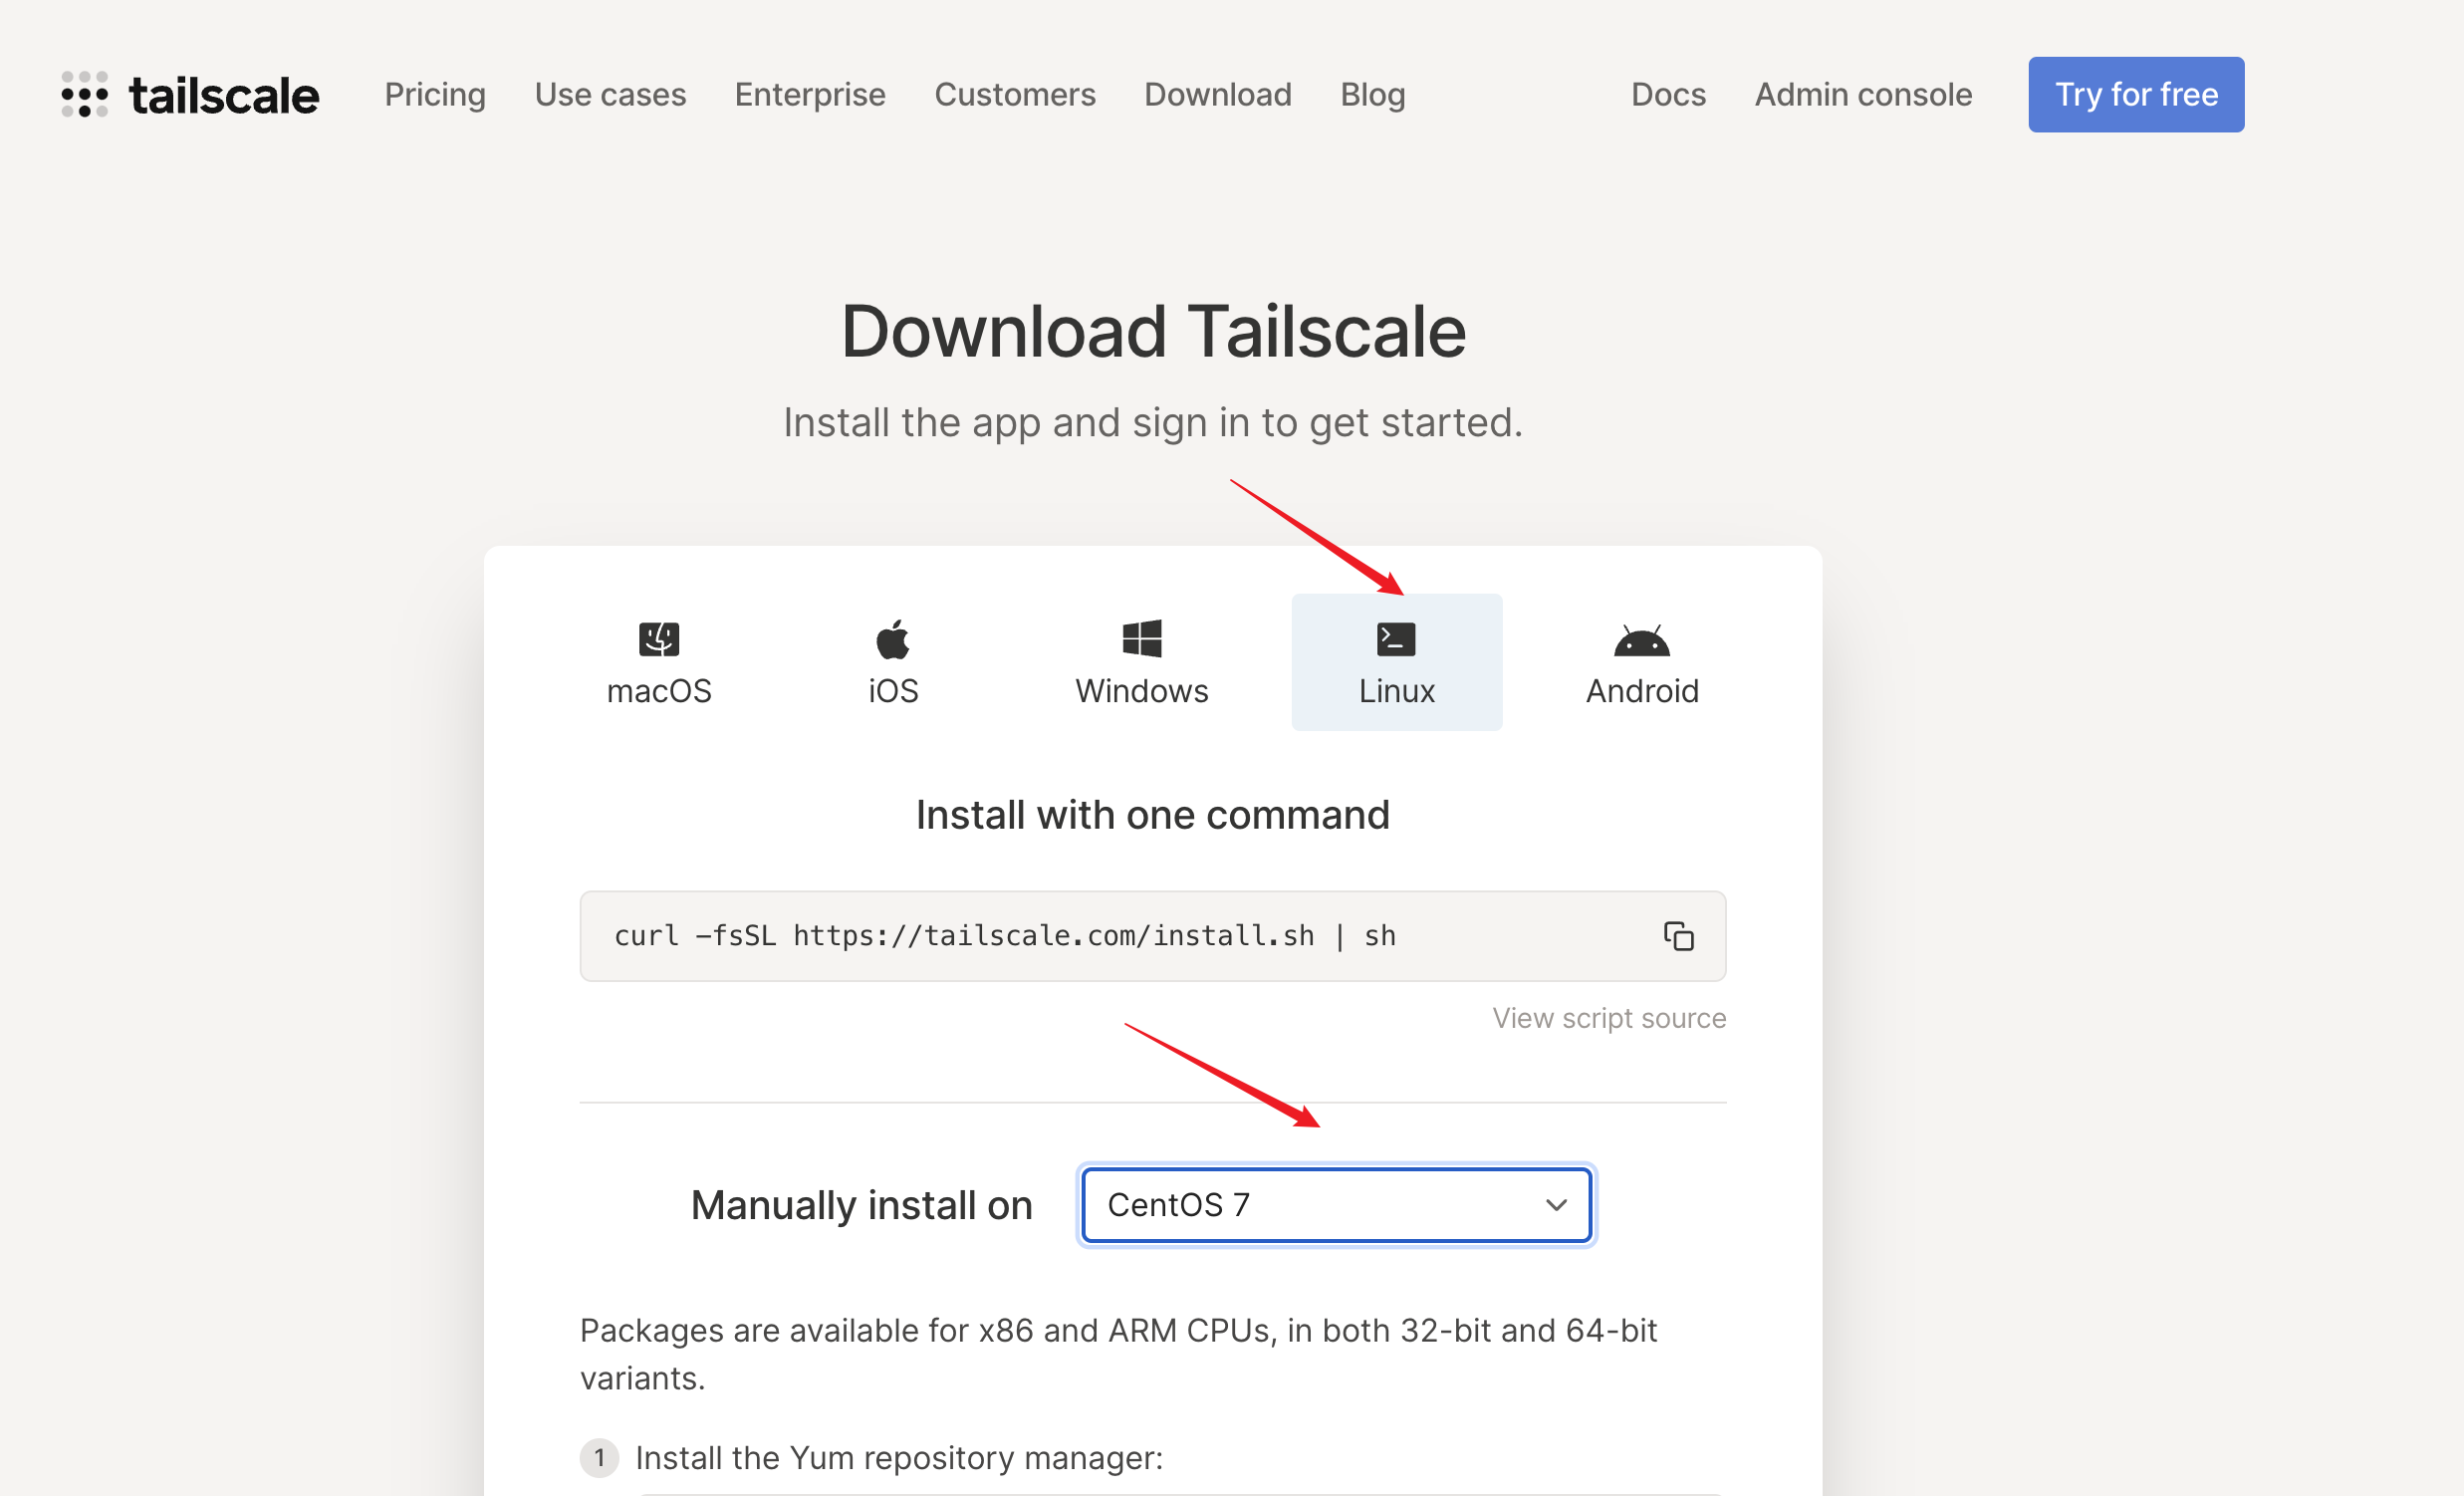 tailscale Pricing Use cases Enterprise Customers Download Blog Docs Admin console Try for free
Download Tailscale
Install the app and sign in to get started.
macOS iOS Windows Linux Android
Install with one command
curl -fsSL https://tailscale.com/install.sh | sh
View script source
Manually install on CentOS 7
Packages are available for x86 and ARM CPUs, in both 32-bit and 64-bit
variants.
1 Install the Yum repository manager: